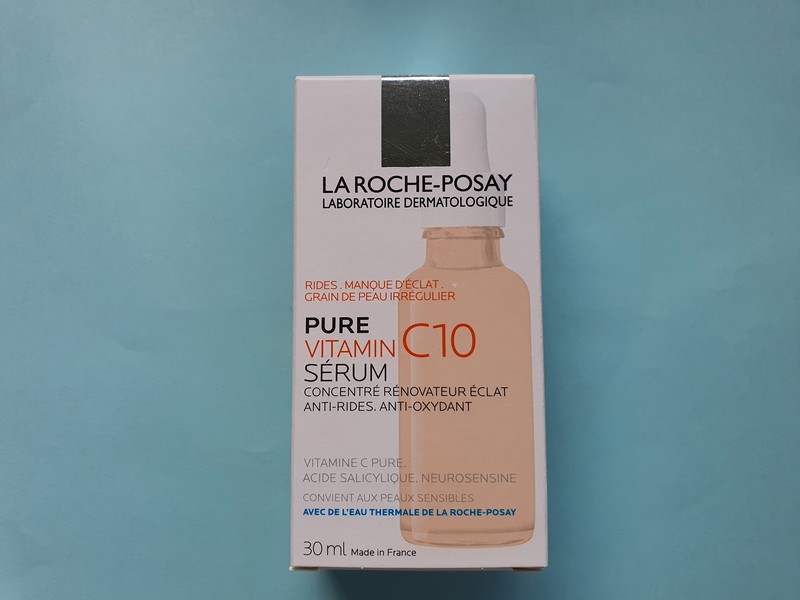 LA ROCHE-POSAY
LABORATOIRE DERMATOLOGIQUE
RIDES. MANQUE D'ÉCLAT.
GRAIN DE PEAU IRRÉGULIER
PURE
VITAMIN C10
SÉRUM
CONCENTRÉ RÉNOVATEUR ÉCLAT
ANTI-RIDES. ANTI-OXYDANT
VITAMINE C PURE.
ACIDE SALICYLIQUE. NEUROSENSINE
CONVIENT AUX PEAUX SENSIBLES
AVEC DE L'EAU THERMALE DE LA ROCHE-POSAY
30 ml Made in France